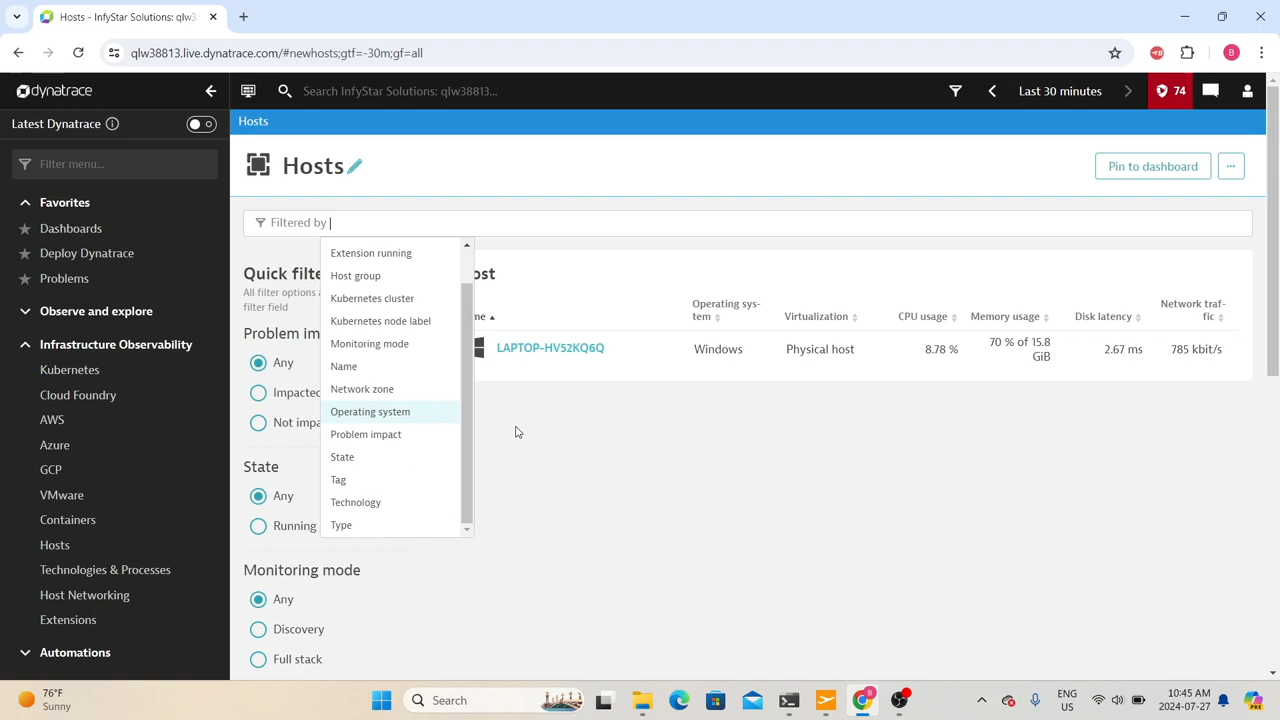 Hosts - InfyStar Solutions: qlw3
qlw38813.live.dynatrace.com/#newhosts;gtf=-30m;gf=all
B
dynatrace
Search InfyStar Solutions: qlw38813...
Last 30 minutes
74
Latest Dynatrace
Hosts
Filter menu...
Hosts
Pin to dashboard
...
Favorites
Dashboards
Deploy Dynatrace
Problems
Observe and explore
Infrastructure Observability
Kubernetes
Cloud Foundry
AWS
Azure
GCP
VMware
Containers
Hosts
Technologies & Processes
Host Networking
Extensions
Automations
Filtered by
Extension running
Host group
Kubernetes cluster
Kubernetes node label
Monitoring mode
Name
Network zone
Operating system
Problem impact
State
Tag
Technology
Type
Quick filte
All filter options a
filter field
Problem im
Any
Impacted
Not impa
State
Any
Running
Monitoring mode
Any
Discovery
Full stack
ost
me
Operating sys-
tem
Virtualization
CPU usage
Memory usage
Disk latency
Network traf-
fic
LAPTOP-HV52KQ6Q
Windows
Physical host
8.78 %
70 % of 15.8
GiB
2.67 ms
785 kbit/s
76°F
Sunny
Search
B
ENG
US
10:45 AM
2024-07-27
PRE